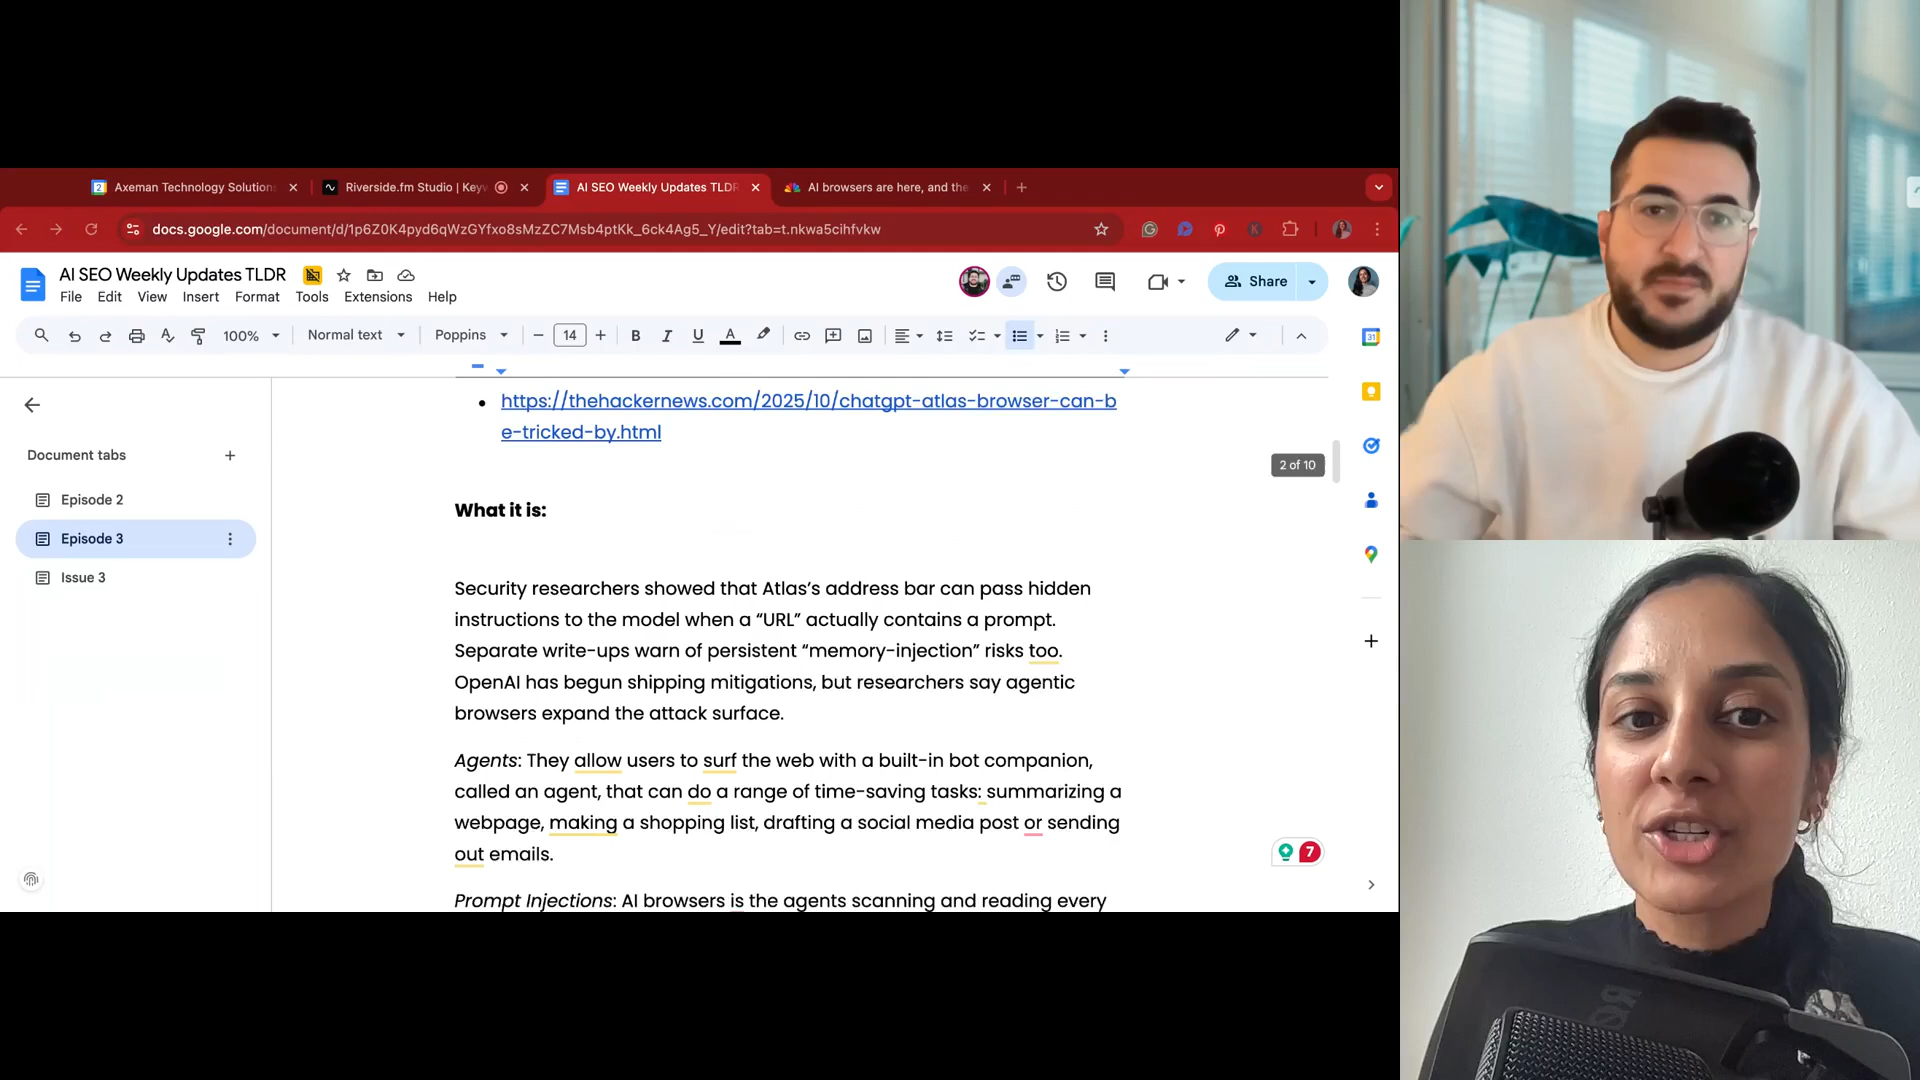 Axeman Technology Solution
Riverside.fm Studio | Keyw
AI SEO Weekly Updates TLDR
AI browsers are here, and the
docs.google.com/document/d/1p6Z0K4pyd6qWzGYfxo8sMzZC7Msb4ptKk_6ck4Ag5_Y/edit?tab=t.nkwa5cihfvkw
AI SEO Weekly Updates TLDR
File Edit View Insert Format Tools Extensions Help
Share
100% Normal text Poppins 14 B I U A
https://thehackernews.com/2025/10/chatgpt-atlas-browser-can-b
e-tricked-by.html
2 of 10
Document tabs
Episode 2
Episode 3
Issue 3
What it is:
Security researchers showed that Atlas’s address bar can pass hidden
instructions to the model when a “URL” actually contains a prompt.
Separate write-ups warn of persistent “memory-injection” risks too.
OpenAI has begun shipping mitigations, but researchers say agentic
browsers expand the attack surface.
Agents: They allow users to surf the web with a built-in bot companion,
called an agent, that can do a range of time-saving tasks: summarizing a
webpage, making a shopping list, drafting a social media post or sending
out emails.
7
Prompt Injections: AI browsers is the agents scanning and reading every
31